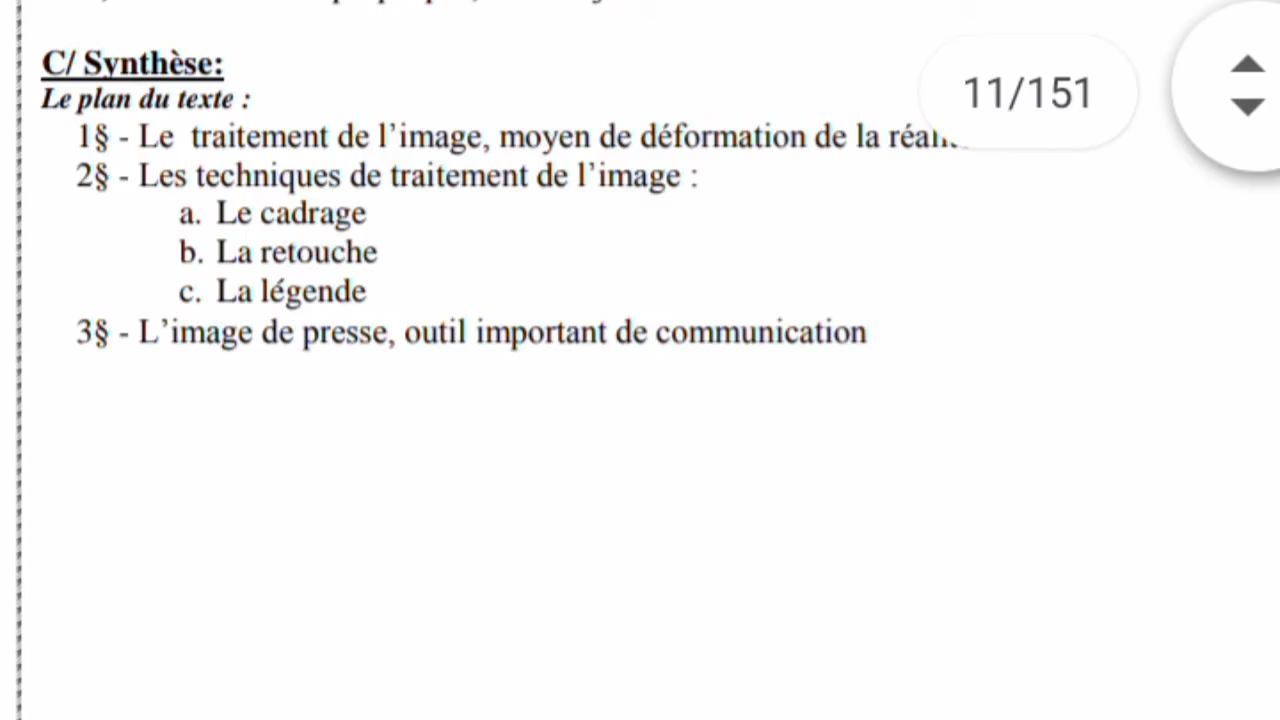 C/ Synthèse:
Le plan du texte :
11/151
1§ - Le traitement de l'image, moyen de déformation de la
2§ - Les techniques de traitement de l'image :
a. Le cadrage
b. La retouche
c. La légende
3§ - L'image de presse, outil important de communication